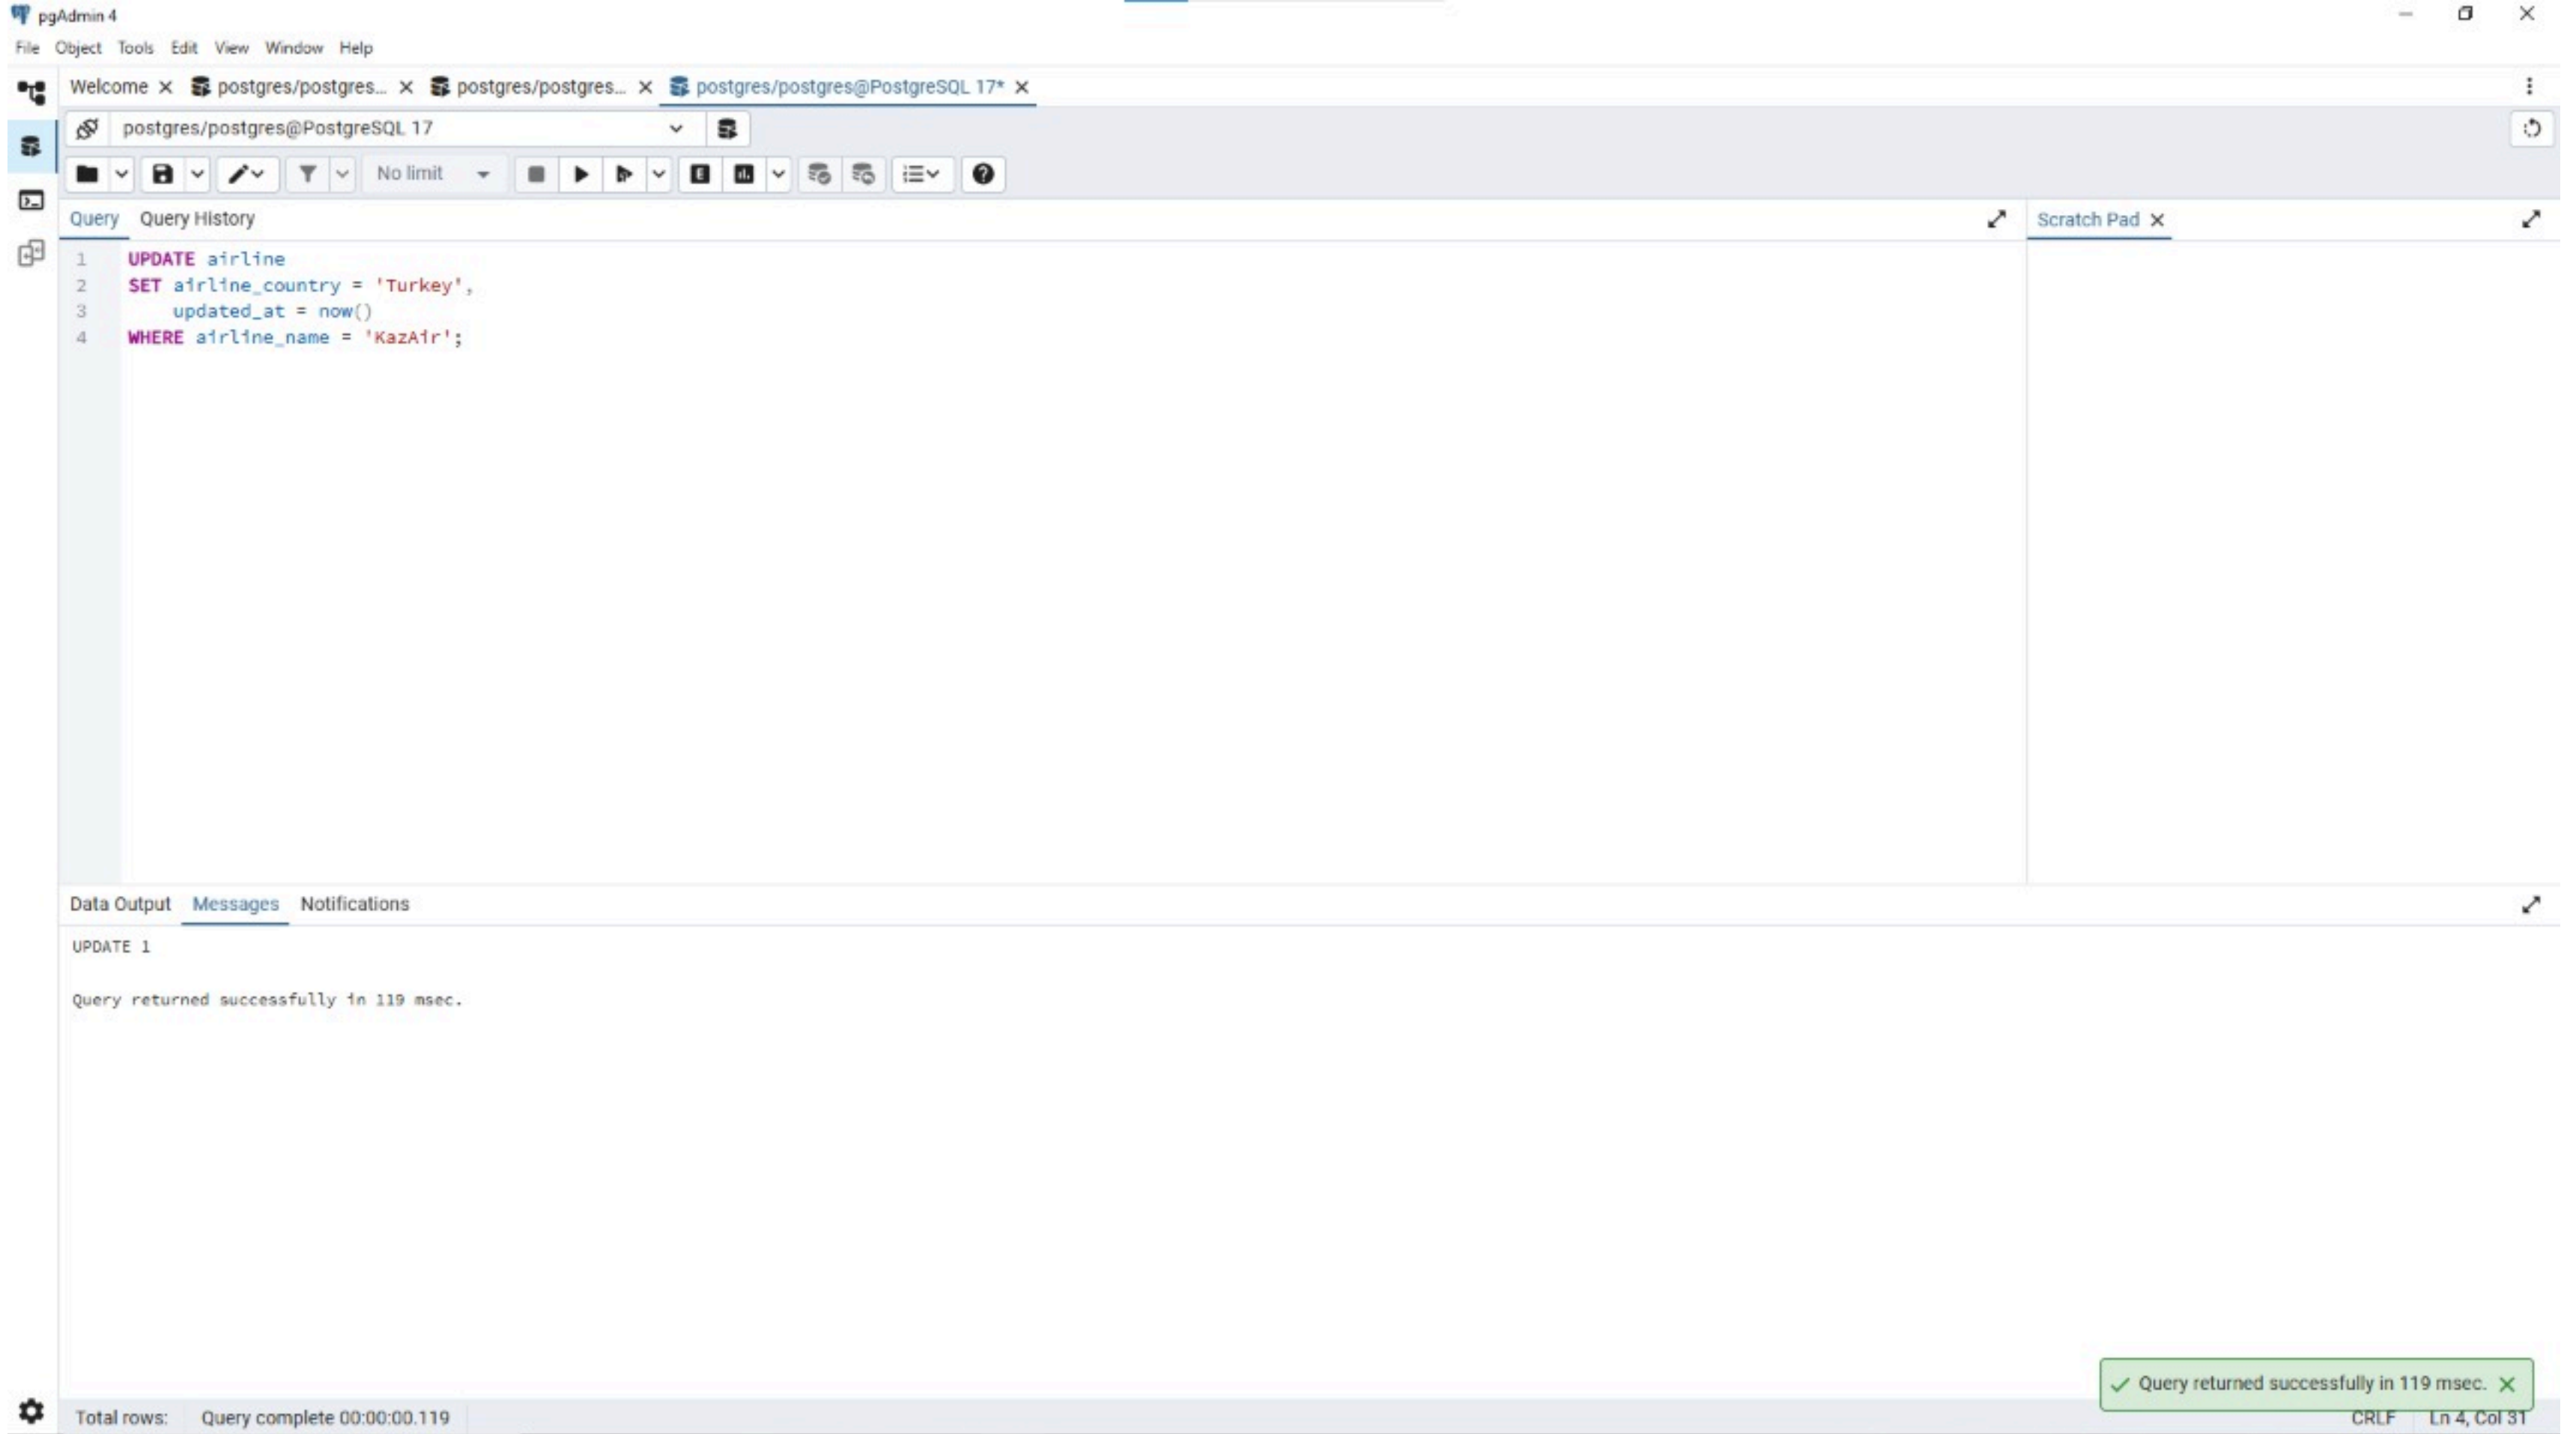 pgAdmin 4
File Object Tools Edit View Window Help
Welcome postgres/postgres... postgres/postgres... postgres/postgres@PostgreSQL 17*
postgres/postgres@PostgreSQL 17
No limit
Query Query History
Scratch Pad
1 UPDATE airline
2 SET airline_country = 'Turkey',
3 updated_at = now()
4 WHERE airline_name = 'KazAir';
Data Output Messages Notifications
UPDATE 1
Query returned successfully in 119 msec.
Query returned successfully in 119 msec.
Total rows: Query complete 00:00:00.119
CRLF Ln 4, Col 31